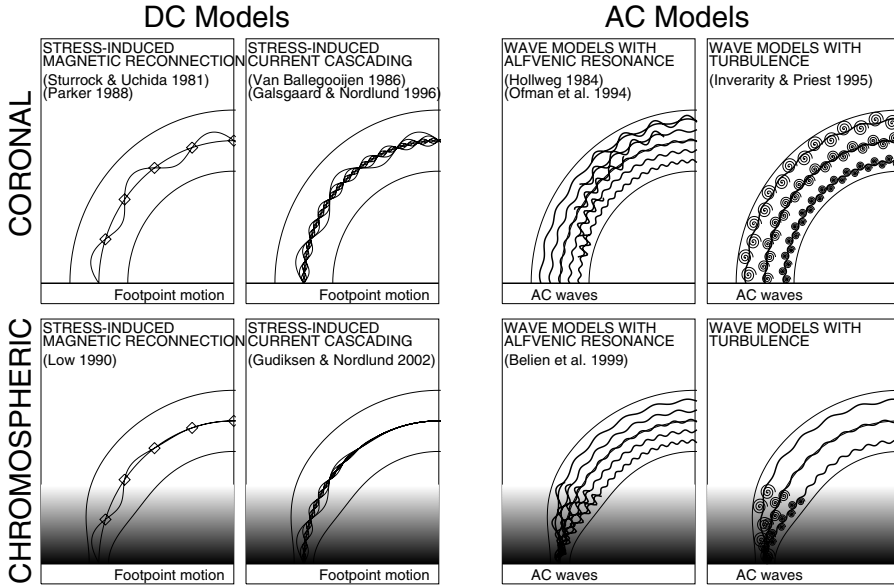 DC Models
AC Models
CORONAL
STRESS-INDUCED
MAGNETIC RECONNECTION
(Sturrock & Uchida 1981)
(Parker 1988)
Footpoint motion
STRESS-INDUCED
CURRENT CASCADING
(Van Ballegooijen 1986)
(Galsgaard & Nordlund 1996)
Footpoint motion
WAVE MODELS WITH
ALFVENIC RESONANCE
(Hollweg 1984)
(Ofman et al. 1994)
AC waves
WAVE MODELS WITH
TURBULENCE
(Inverarity & Priest 1995)
AC waves
CHROMOSPHERIC
STRESS-INDUCED
MAGNETIC RECONNECTION
(Low 1990)
Footpoint motion
STRESS-INDUCED
CURRENT CASCADING
(Gudiksen & Nordlund 2002)
Footpoint motion
WAVE MODELS WITH
ALFVENIC RESONANCE
(Belien et al. 1999)
AC waves
WAVE MODELS WITH
TURBULENCE
AC waves